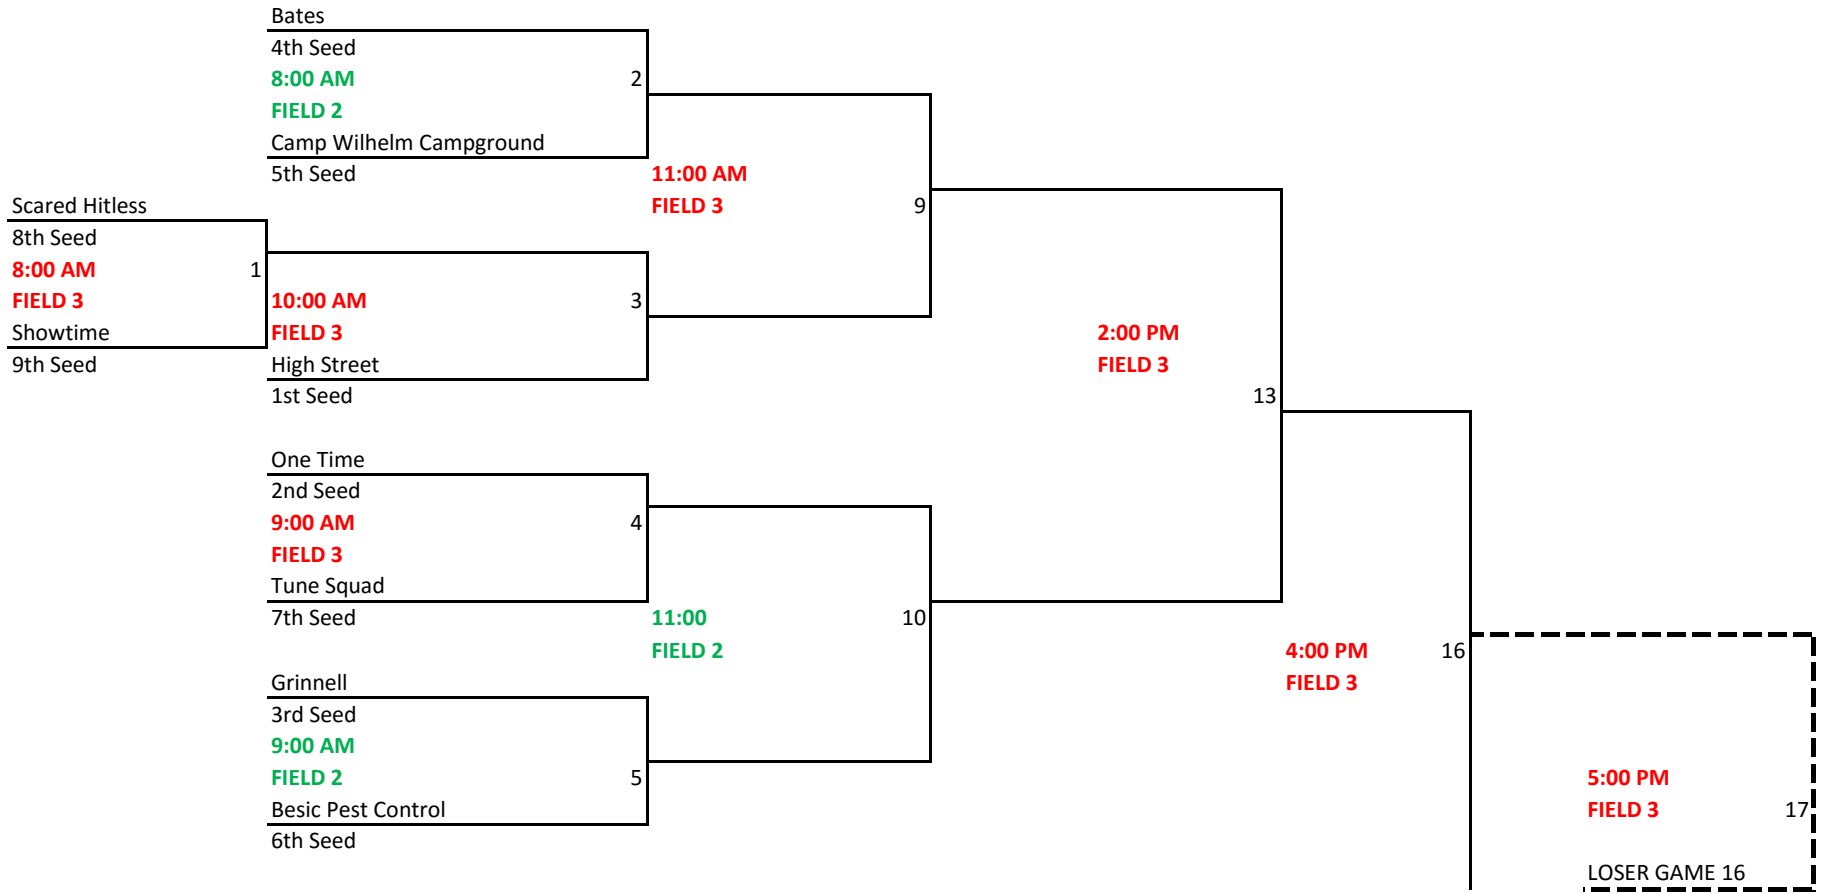 Bates
4th Seed
8:00 AM
2
FIELD 2
Camp Wilhelm Campground
5th Seed
11:00 AM
FIELD 3
9
Scared Hitless
8th Seed
8:00 AM
1
FIELD 3
Showtime
9th Seed
10:00 AM
3
FIELD 3
High Street
1st Seed
2:00 PM
FIELD 3
13
One Time
2nd Seed
9:00 AM
4
FIELD 3
Tune Squad
7th Seed
11:00
10
FIELD 2
4:00 PM
16
FIELD 3
Grinnell
3rd Seed
9:00 AM
FIELD 2
5
Besic Pest Control
6th Seed
5:00 PM
FIELD 3
17
LOSER GAME 16